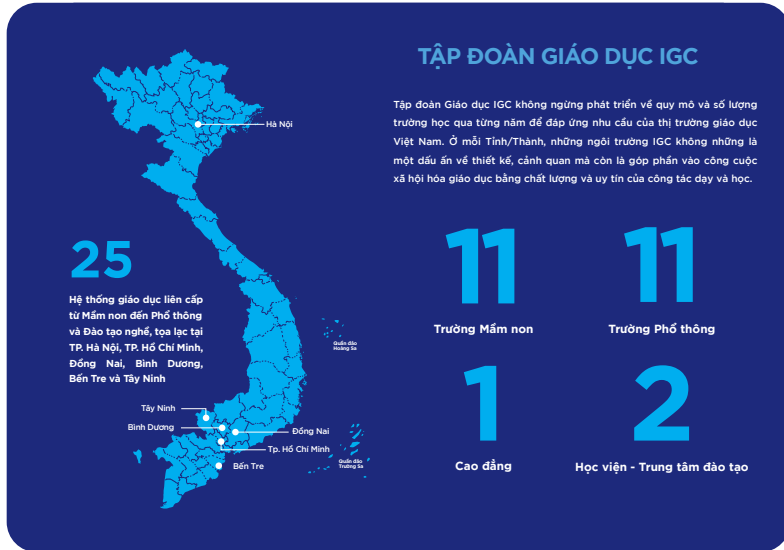 TẬP ĐOÀN GIÁO DỤC IGC
Tập đoàn Giáo dục IGC không ngừng phát triển về quy mô và số lượng
trường học qua từng năm để đáp ứng nhu cầu của thị trường giáo dục
Việt Nam. Ở mỗi Tỉnh/Thành, những ngôi trường IGC không những là
một dấu ấn về thiết kế, cảnh quan mà còn là góp phần vào công cuộc
xã hội hóa giáo dục bằng chất lượng và uy tín của công tác dạy và học.
Hà Nội
25
Hệ thống giáo dục liên cấp
từ Mầm non đến Phổ thông
và Đào tạo nghề, tọa lạc tại
TP. Hà Nội, TP. Hồ Chí Minh,
Đồng Nai, Bình Dương,
Bến Tre và Tây Ninh
11
Trường Mầm non
11
Trường Phổ thông
1
Cao đẳng
2
Học viện - Trung tâm đào tạo
Quần đảo
Hoàng Sa
Tây Ninh
Bình Dương
Đồng Nai
Tp. Hồ Chí Minh
Bến Tre
Quần đảo
Trường Sa